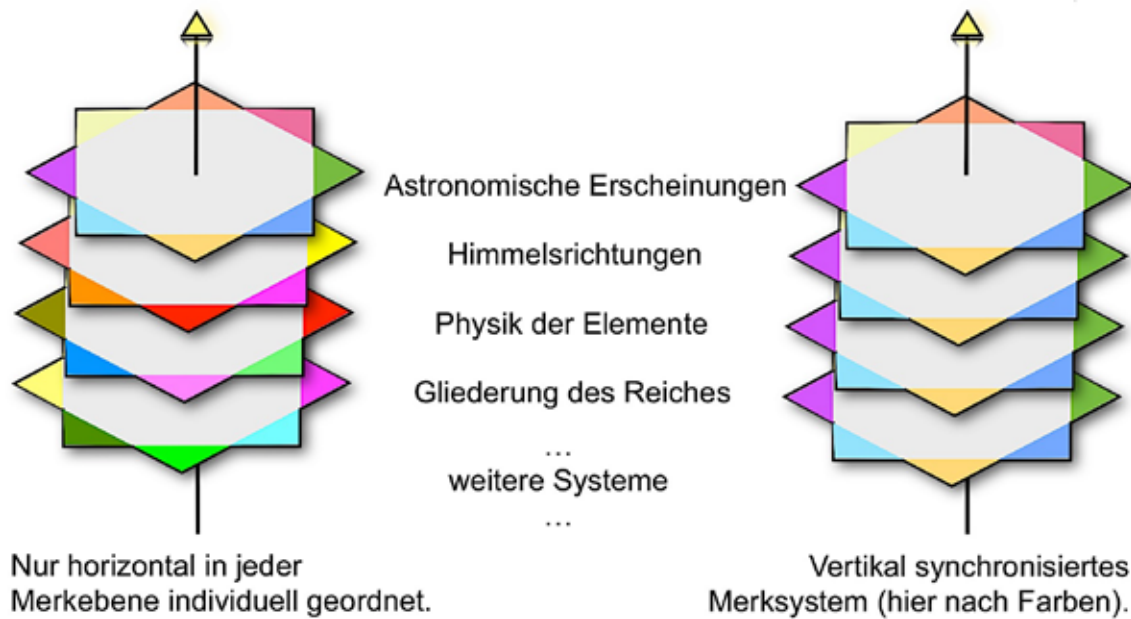 Astronomische Erscheinungen
Himmelsrichtungen
Physik der Elemente
Gliederung des Reiches
...
weitere Systeme
...
Nur horizontal in jeder
Merkebene individuell geordnet.
Vertikal synchronisiertes
Merksystem (hier nach Farben).